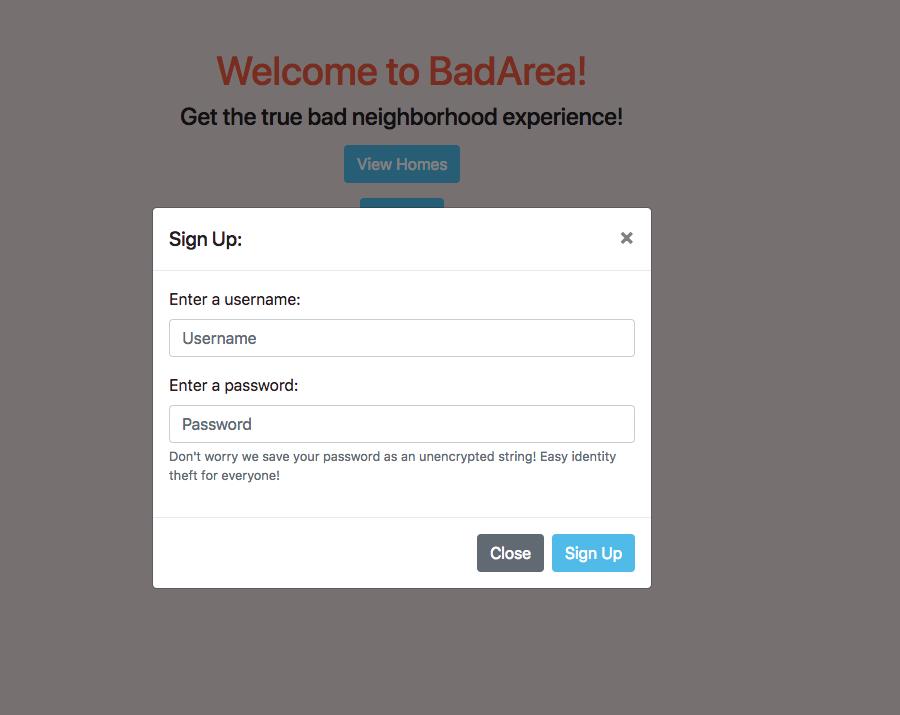 Welcome to BadArea!
Get the true bad neighborhood experience!
View Homes
Sign Up:
×
Enter a username:
Username
Enter a password:
Password
Don't worry we save your password as an unencrypted string! Easy identity
theft for everyone!
Close
Sign Up